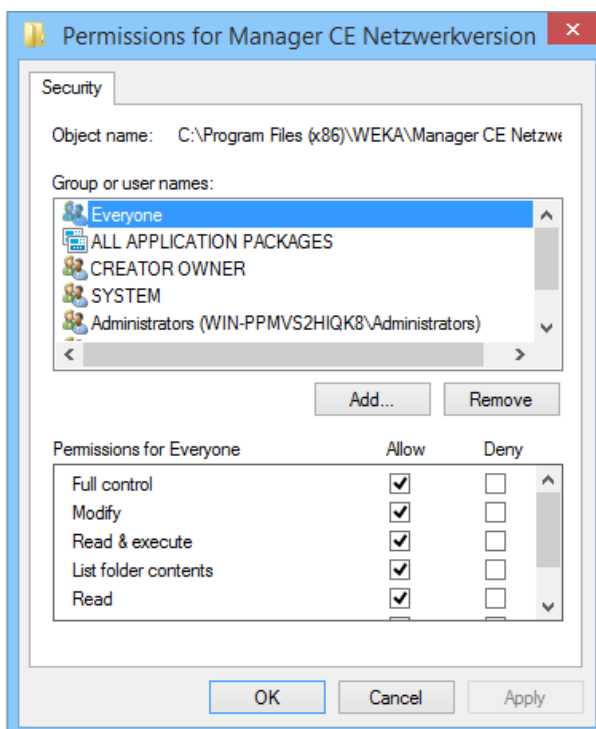 Permissions for Manager CE Netzwerkversion
Security
Object name: C:\Program Files (x86)\WEKA\Manager CE Netzwe
Group or user names:
Everyone
ALL APPLICATION PACKAGES
CREATOR OWNER
SYSTEM
Administrators (WIN-PPMVS2HIQK8\Administrators)
Add... Remove
Permissions for Everyone Allow Deny
Full control
Modify
Read & execute
List folder contents
Read
OK Cancel Apply